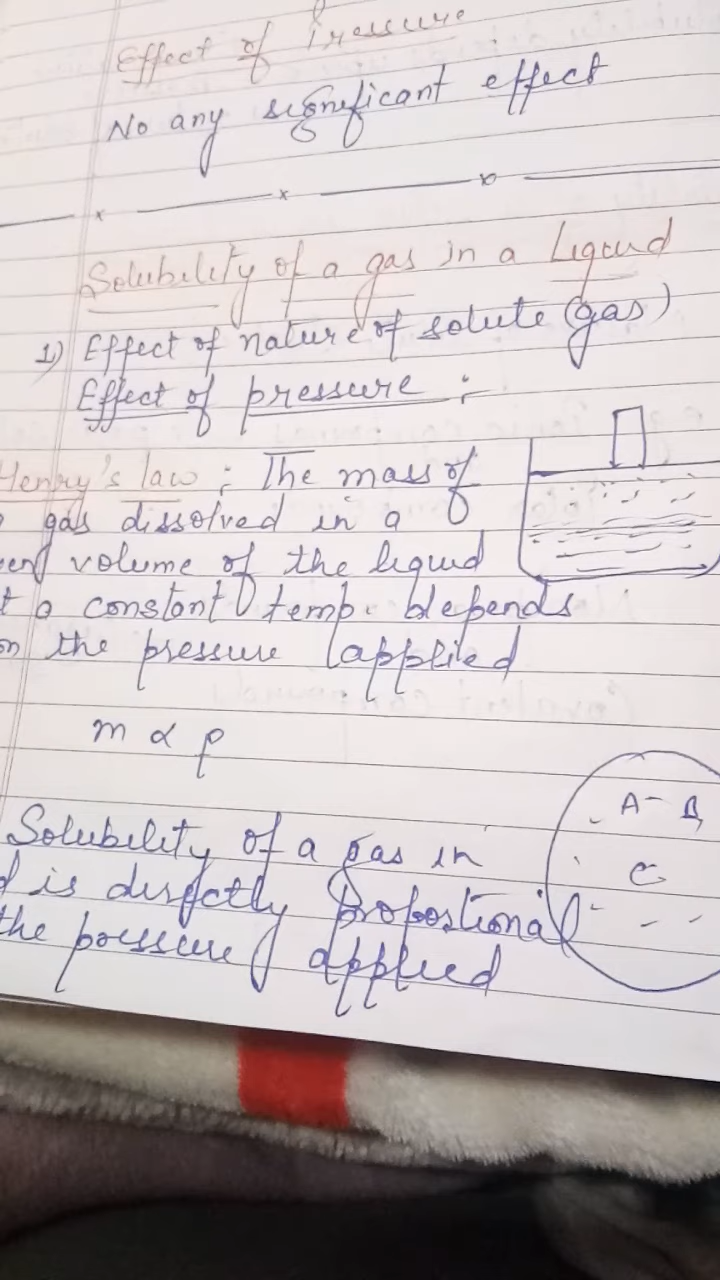 Effect of Pressure
No any significant effect
Solubility of a gas in a Liquid
1) Effect of nature of solute (gas)
Effect of pressure :-
Henry's law : The mass of
gas dissolved in a
volume of the liquid
a constant temp. depends
on the pressure applied
m ∝ p
A - B
C
Solubility of a gas in
is directly Proportional
the pressure applied